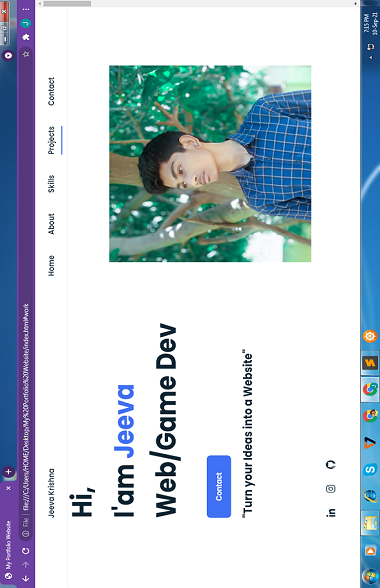 My Portfolio Website
File | file:///C:/Users/HOME/Desktop/My%20Portfolio%20Website/index.html#work
J
Jeeva Krishna
Home
About
Skills
Projects
Contact
Hi,
I'am Jeeva
Web/Game Dev
Contact
"Turn your Ideas into a Website"
in
7:15 PM
10-Sep-21